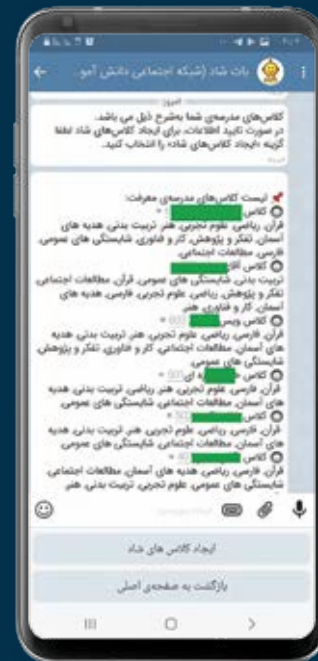 بات شاد (شبکه اجتماعی دانش آمو..
امروز
کلاس‌های مدرسه‌ی شما به‌شرح ذیل می باشد.
در صورت تایید اطلاعات، برای ایجاد کلاس‌های شاد لطفا
گزینه «ایجاد کلاس‌های شاد» را انتخاب کنید.
لیست کلاس‌های مدرسه‌ی معرفت:
کلاس
قرآن, ریاضی, علوم تجربی, هنر, تربیت بدنی, هدیه های
آسمان, تفکر و پژوهش, کار و فناوری, شایستگی های عمومی,
فارسی, مطالعات اجتماعی,
کلاس آقای
تربیت بدنی, شایستگی های عمومی, قرآن, مطالعات اجتماعی,
تفکر و پژوهش, ریاضی, علوم تجربی, فارسی, هدیه های
آسمان, کار و فناوری, هنر,
کلاس ویس
قرآن, فارسی, ریاضی, علوم تجربی, هنر, تربیت بدنی, هدیه
های آسمان, مطالعات اجتماعی, کار و فناوری, تفکر و پژوهش,
شایستگی های عمومی,
کلاس
قرآن, فارسی, علوم تجربی, هنر, ریاضی, تربیت بدنی, هدیه
های آسمان, مطالعات اجتماعی, شایستگی های عمومی,
کلاس
قرآن, فارسی, ریاضی, علوم تجربی, هنر, تربیت بدنی, هدیه
های آسمان, مطالعات اجتماعی, شایستگی های عمومی,
کلاس
قرآن, فارسی, ریاضی, هدیه های آسمان, مطالعات اجتماعی,
شایستگی های عمومی, علوم تجربی, تربیت بدنی, هنر,
ایجاد کلاس های شاد
بازگشت به صفحه‌ی اصلی